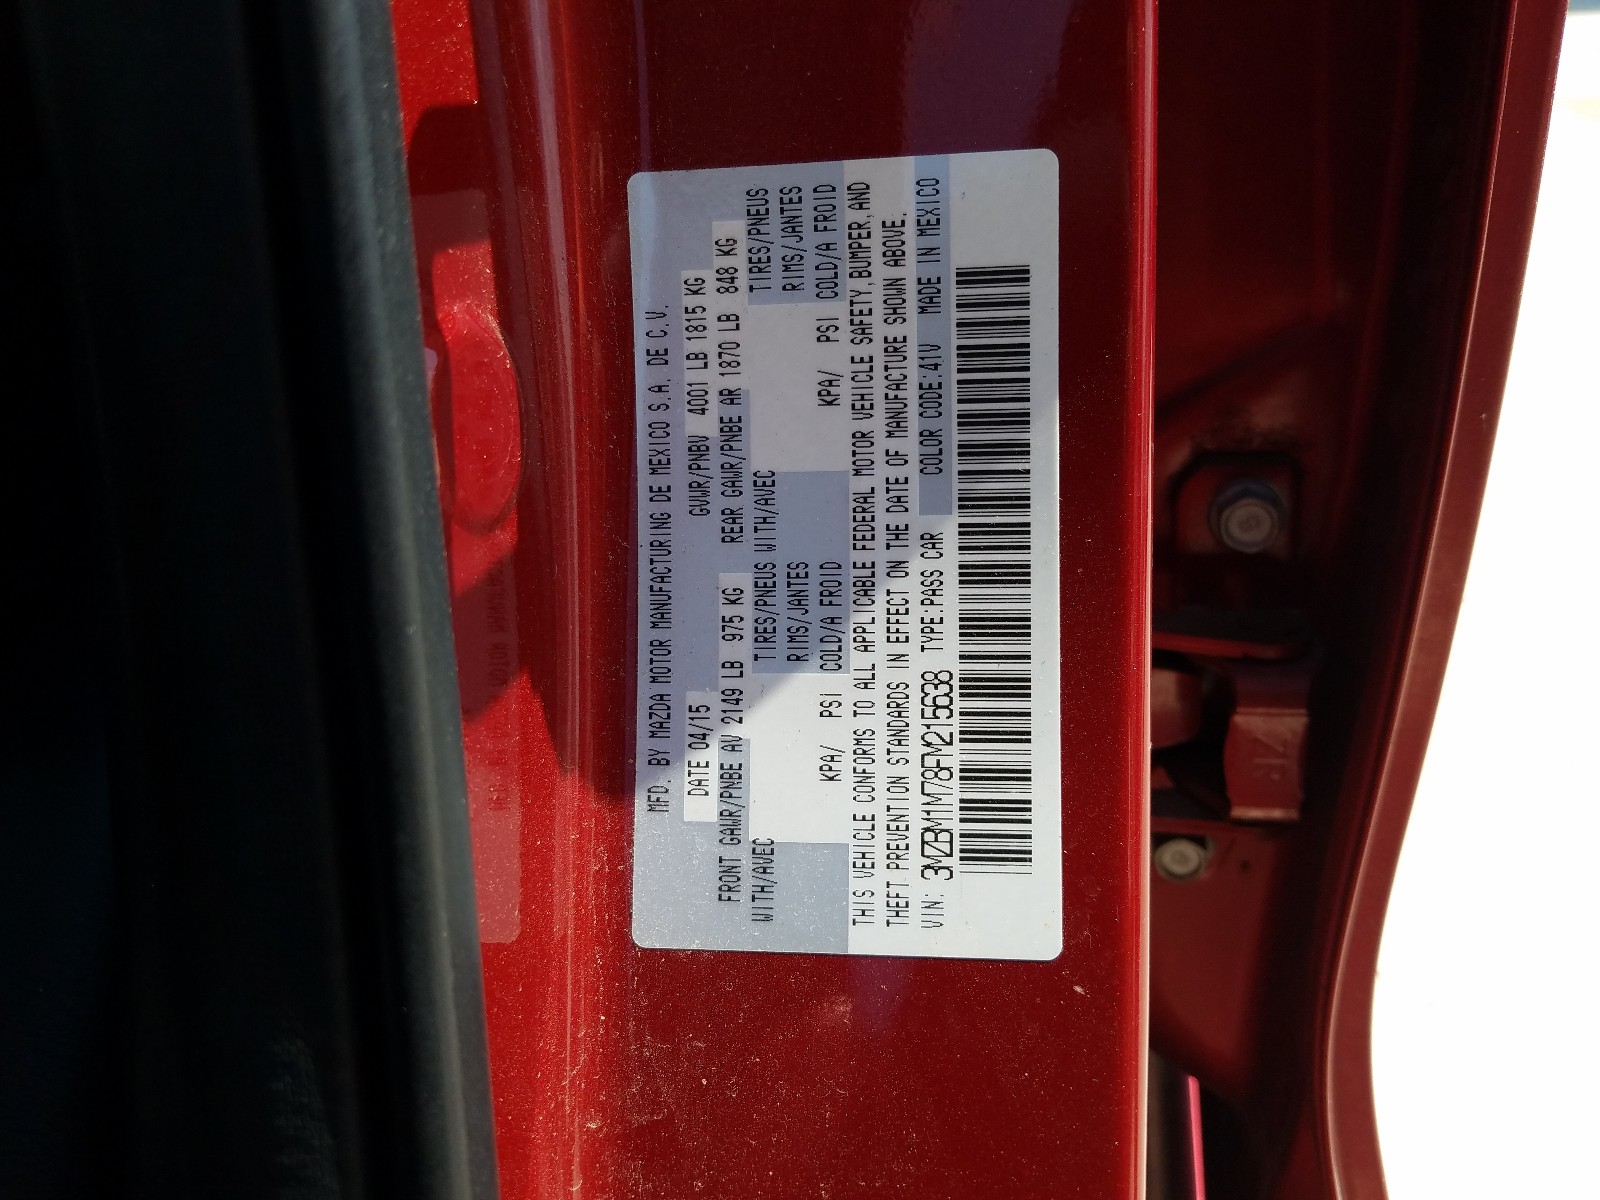 MFD. BY MAZDA MOTOR MANUFACTURING DE MEXICO S.A. DE C.V.
DATE 04/15 GVWR/PNBV 4001 LB 1815 KG
FRONT GAWR/PNBE AV 2149 LB 975 KG REAR GAWR/PNBE AR 1870 LB 848 KG
WITH/AVEC TIRES/PNEUS WITH/AVEC TIRES/PNEUS
RIMS/JANTES RIMS/JANTES
KPA/ PSI COLD/A FROID KPA/ PSI COLD/A FROID
THIS VEHICLE CONFORMS TO ALL APPLICABLE FEDERAL MOTOR VEHICLE SAFETY,BUMPER,AND
THEFT PREVENTION STANDARDS IN EFFECT ON THE DATE OF MANUFACTURE SHOWN ABOVE.
VIN: 3MZBM1M78FM215638 TYPE:PASS CAR COLOR CODE:41V MADE IN MEXICO